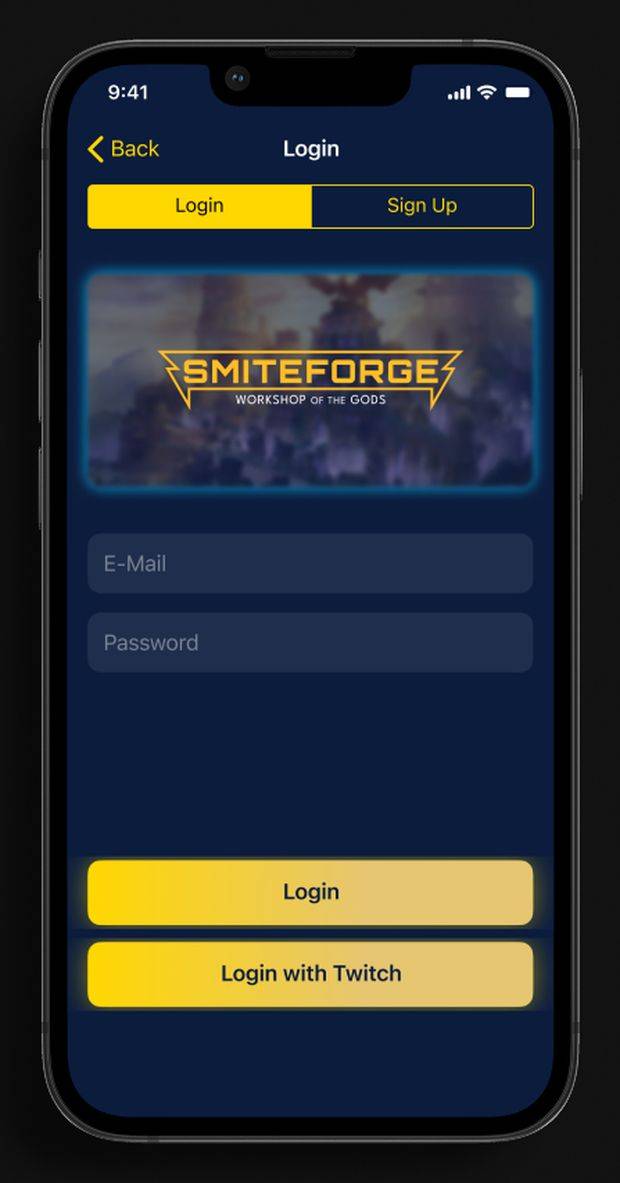 9:41
Back
Login
Login
Sign Up
SMITEFORGE
WORKSHOP OF THE GODS
E-Mail
Password
Login
Login with Twitch